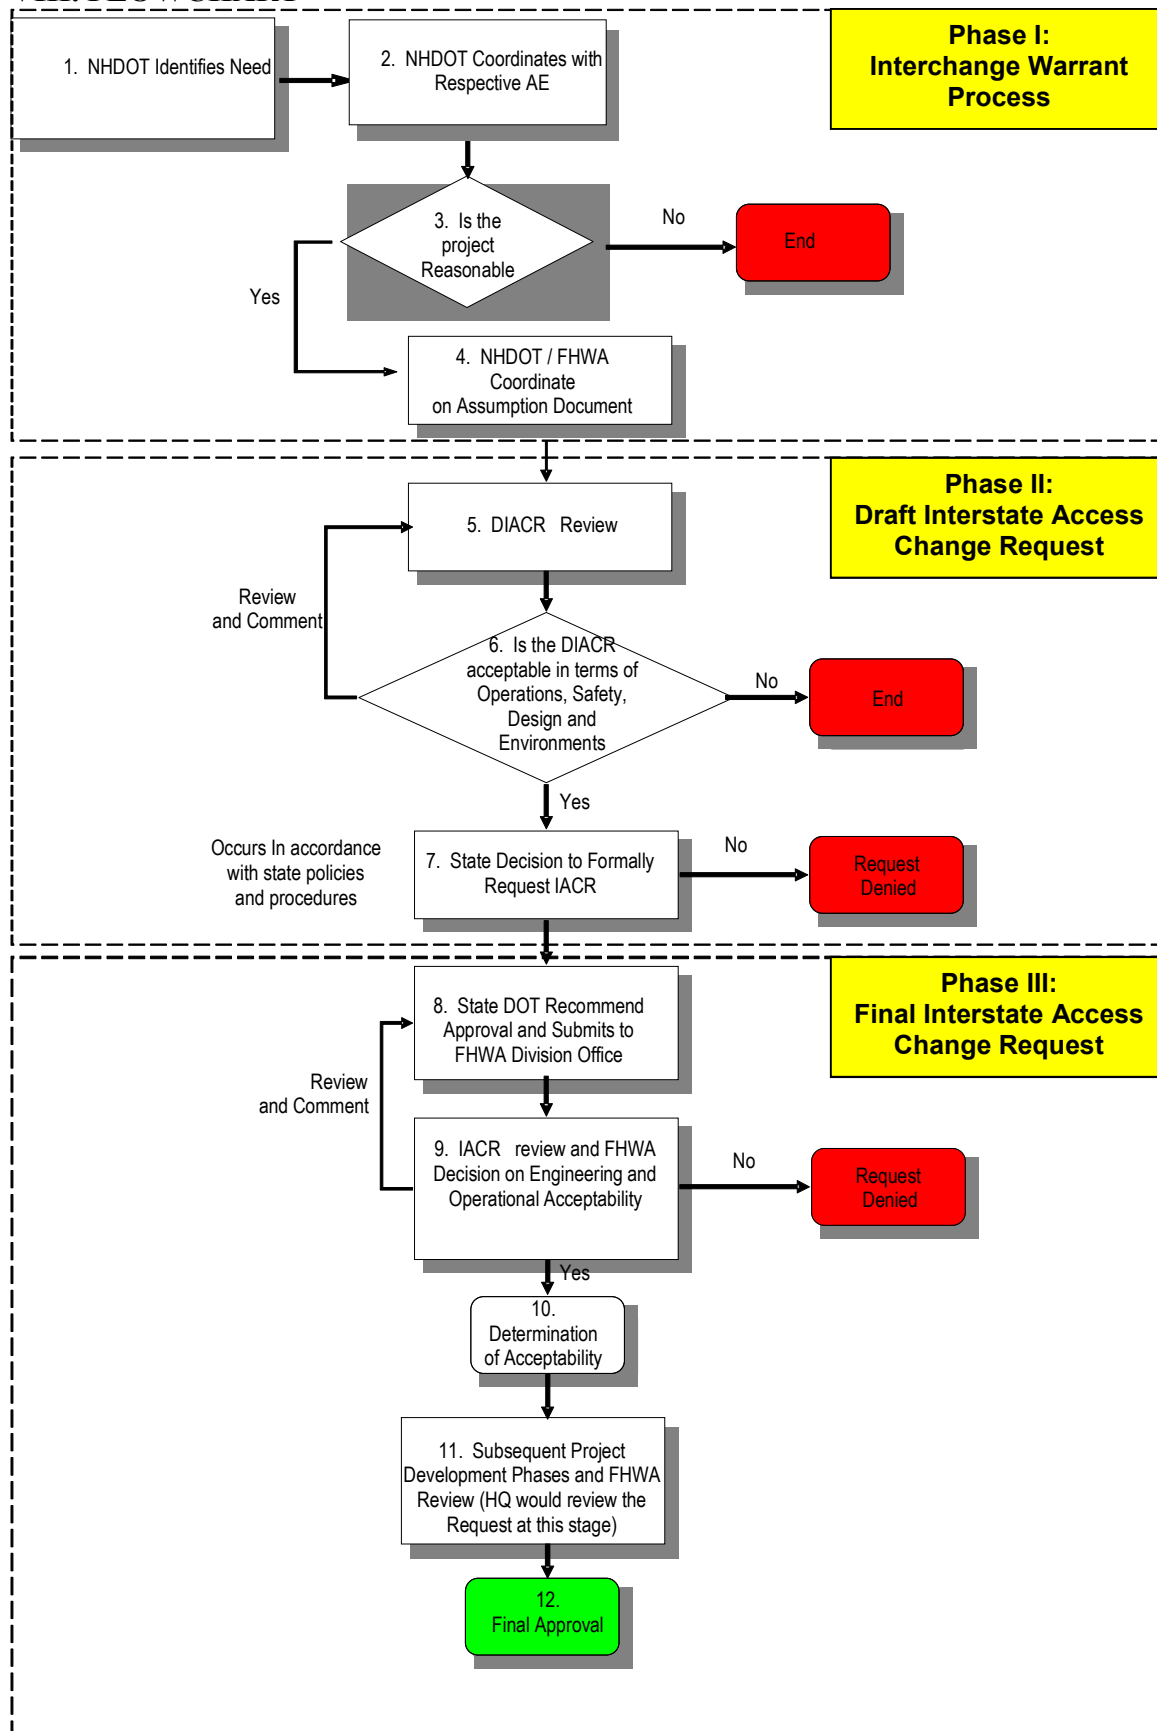 VIII. FLOWCHART
Phase I:
Interchange Warrant
Process
1. NHDOT Identifies Need
2. NHDOT Coordinates with
Respective AE
3. Is the
project
Reasonable
No
End
Yes
4. NHDOT / FHWA
Coordinate
on Assumption Document
Phase II:
Draft Interstate Access
Change Request
5. DIACR Review
Review
and Comment
6. Is the DIACR
acceptable in terms of
Operations, Safety,
Design and
Environments
No
End
Yes
Occurs In accordance
with state policies
and procedures
7. State Decision to Formally
Request IACR
No
Request
Denied
Phase III:
Final Interstate Access
Change Request
8. State DOT Recommend
Approval and Submits to
FHWA Division Office
Review
and Comment
9. IACR review and FHWA
Decision on Engineering and
Operational Acceptability
No
Request
Denied
Yes
10.
Determination
of Acceptability
11. Subsequent Project
Development Phases and FHWA
Review (HQ would review the
Request at this stage)
12.
Final Approval